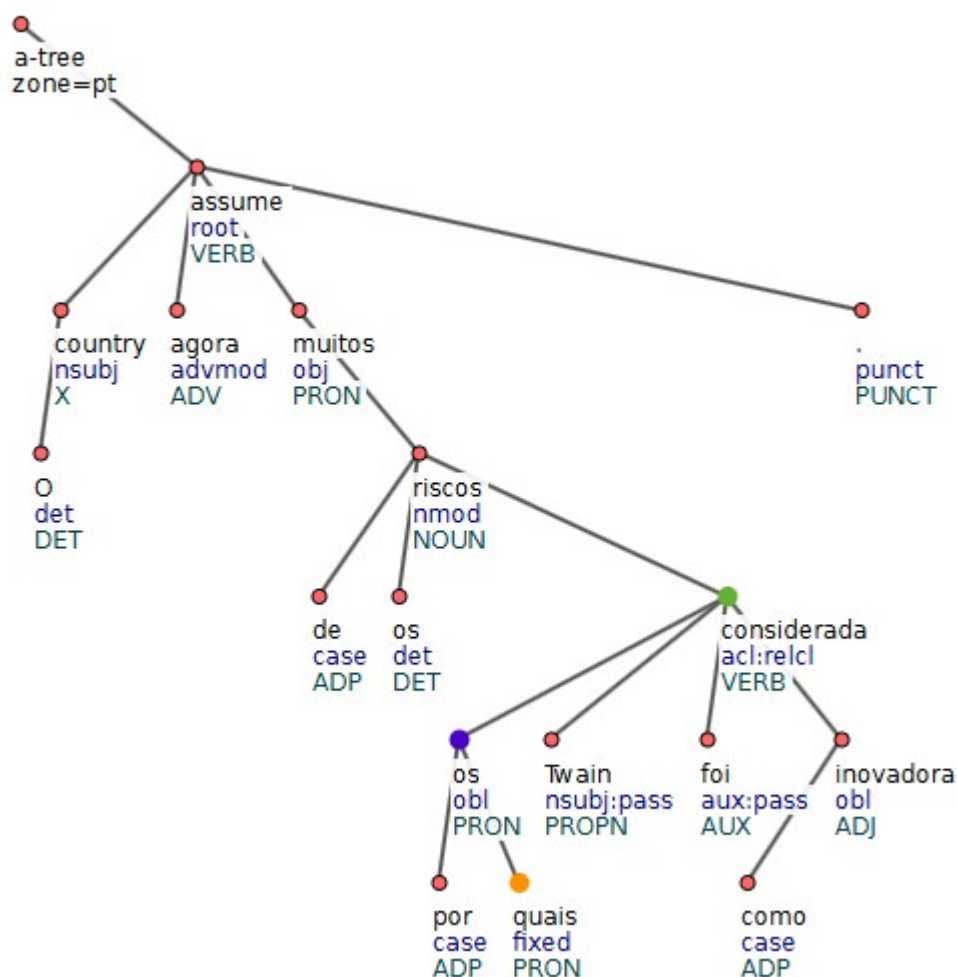 a-tree
zone=pt
assume
root
VERB
country
nsubj
X
agora
advmod
ADV
muitos
obj
PRON
.
punct
PUNCT
O
det
DET
riscos
nmod
NOUN
de
case
ADP
os
det
DET
considerada
acl:relcl
VERB
os
obl
PRON
Twain
nsubj:pass
PROPN
foi
aux:pass
AUX
inovadora
obl
ADJ
por
case
ADP
quais
fixed
PRON
como
case
ADP